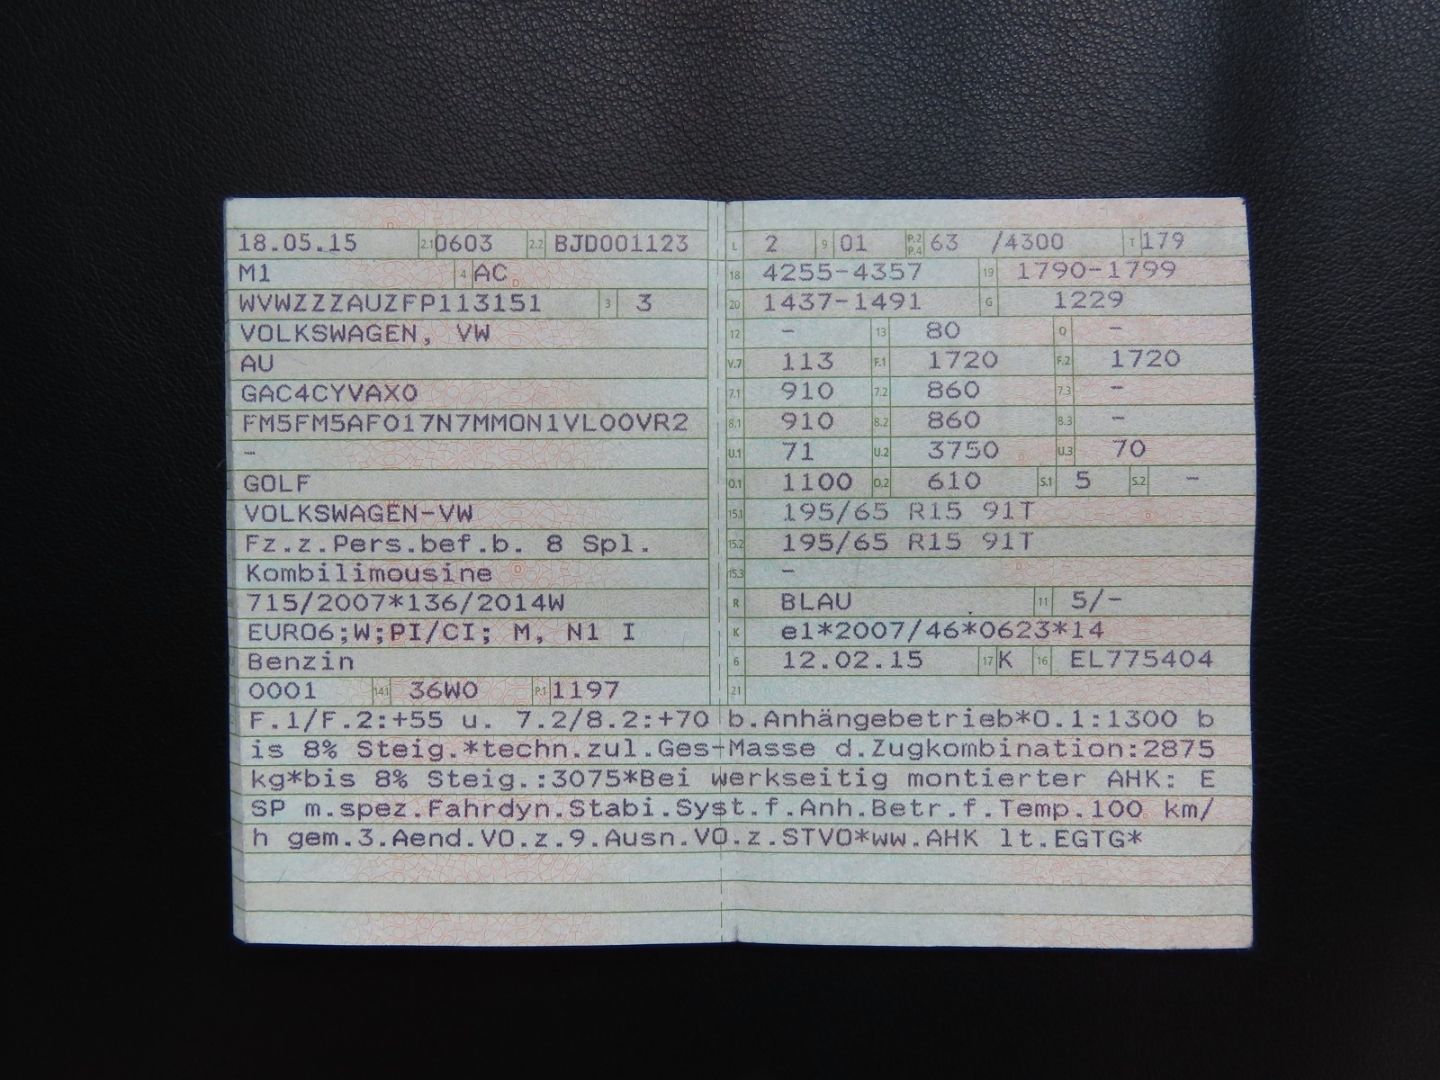 18.05.15 2.1 0603 2.2 BJD001123
M1 4 AC
WVWZZZAUZFP113151 3 3
VOLKSWAGEN, VW
AU
GAC4CYVAX0
FM5FM5AF017N7MMON1VLOOVR2
-
GOLF
VOLKSWAGEN-VW
Fz.z.Pers.bef.b. 8 Spl.
Kombilimousine
715/2007*136/2014W
EURO6;W;PI/CI; M, N1 I
Benzin
0001 14.1 36W0 P.1 1197
L 2 9 01 P.2 P.4 63 /4300 T 179
18 4255-4357 19 1790-1799
20 1437-1491 G 1229
12 - 13 80 Q -
V.7 113 F.1 1720 F.2 1720
7.1 910 7.2 860 7.3 -
8.1 910 8.2 860 8.3 -
U.1 71 U.2 3750 U.3 70
O.1 1100 O.2 610 S.1 5 S.2 -
15.1 195/65 R15 91T
15.2 195/65 R15 91T
15.3 -
R BLAU 11 5/-
K e1*2007/46*0623*14
6 12.02.15 17 K 16 EL775404
21
F.1/F.2:+55 u. 7.2/8.2:+70 b.Anhängebetrieb*O.1:1300 b
is 8% Steig.*techn.zul.Ges-Masse d.Zugkombination:2875
kg*bis 8% Steig.:3075*Bei werkseitig montierter AHK: E
SP m.spez.Fahrdyn.Stabi.Syst.f.Anh.Betr.f.Temp.100 km/
h gem.3.Aend.VO.z.9.Ausn.VO.z.STVO*ww.AHK lt.EGTG*